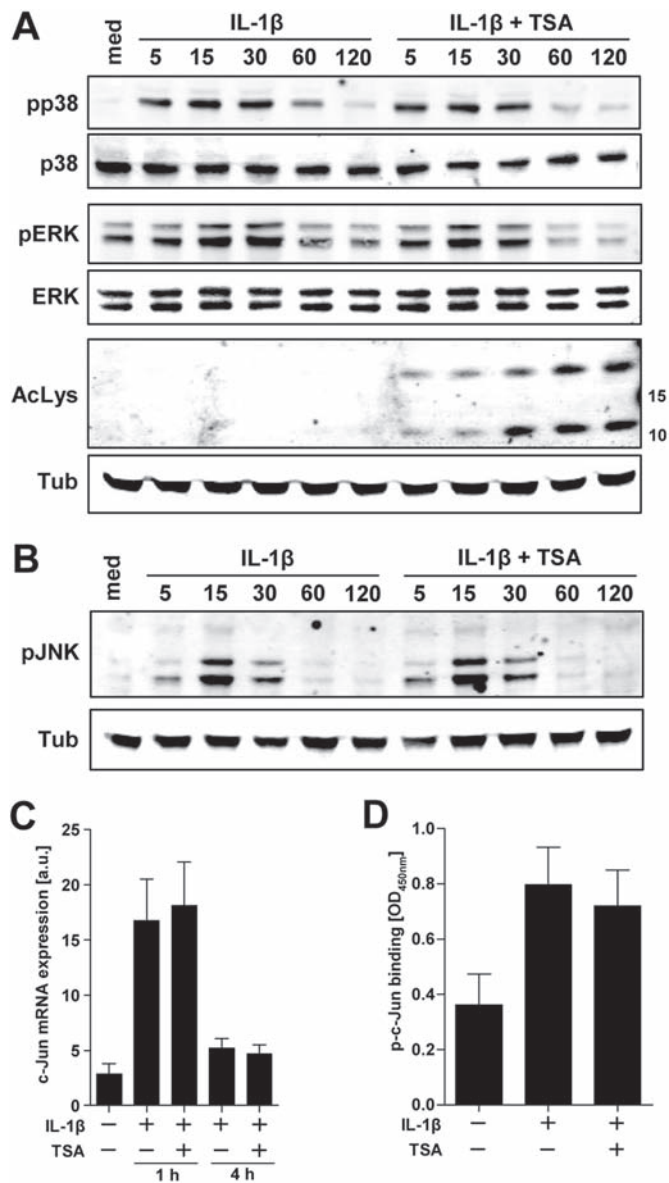 A
med
IL-1β
IL-1β + TSA
5 15 30 60 120 5 15 30 60 120
pp38
p38
pERK
ERK
AcLys
15
10
Tub
B
med
IL-1β
IL-1β + TSA
5 15 30 60 120 5 15 30 60 120
pJNK
Tub
C
c-Jun mRNA expression [a.u.]
25
20
15
10
5
0
IL-1β − + + + +
TSA − − + − +
1 h 4 h
D
p-c-Jun binding [OD450nm]
1.0
0.8
0.6
0.4
0.2
0.0
IL-1β − + +
TSA − − +